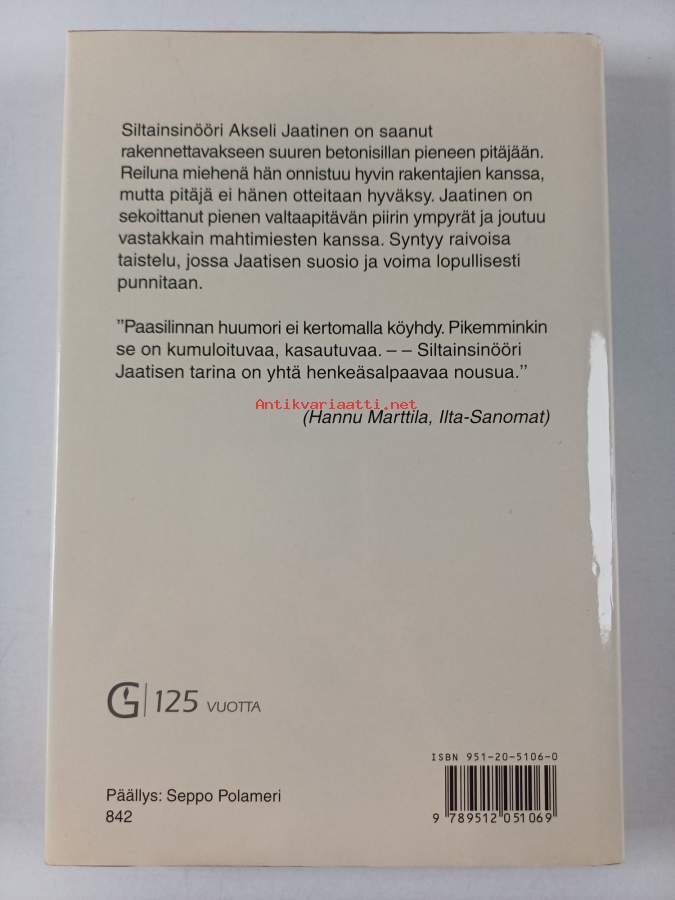 Siltainsinööri Akseli Jaatinen on saanut
rakennettavakseen suuren betonisillan pieneen pitäjään.
Reiluna miehenä hän onnistuu hyvin rakentajien kanssa,
mutta pitäjä ei hänen otteitaan hyväksy. Jaatinen on
sekoittanut pienen valtaapitävän piirin ympyrät ja joutuu
vastakkain mahtimiesten kanssa. Syntyy raivoisa
taistelu, jossa Jaatisen suosio ja voima lopullisesti
punnitaan.
”Paasilinnan huumori ei kertomalla köyhdy. Pikemminkin
se on kumuloituvaa, kasautuvaa. – – Siltainsinööri
Jaatisen tarina on yhtä henkeäsalpaavaa nousua.”
Antikvariaatti.net
(Hannu Marttila, Ilta-Sanomat)
G 125 VUOTTA
ISBN 951-20-5106-0
Päällys: Seppo Polameri
842
9 789512 051069